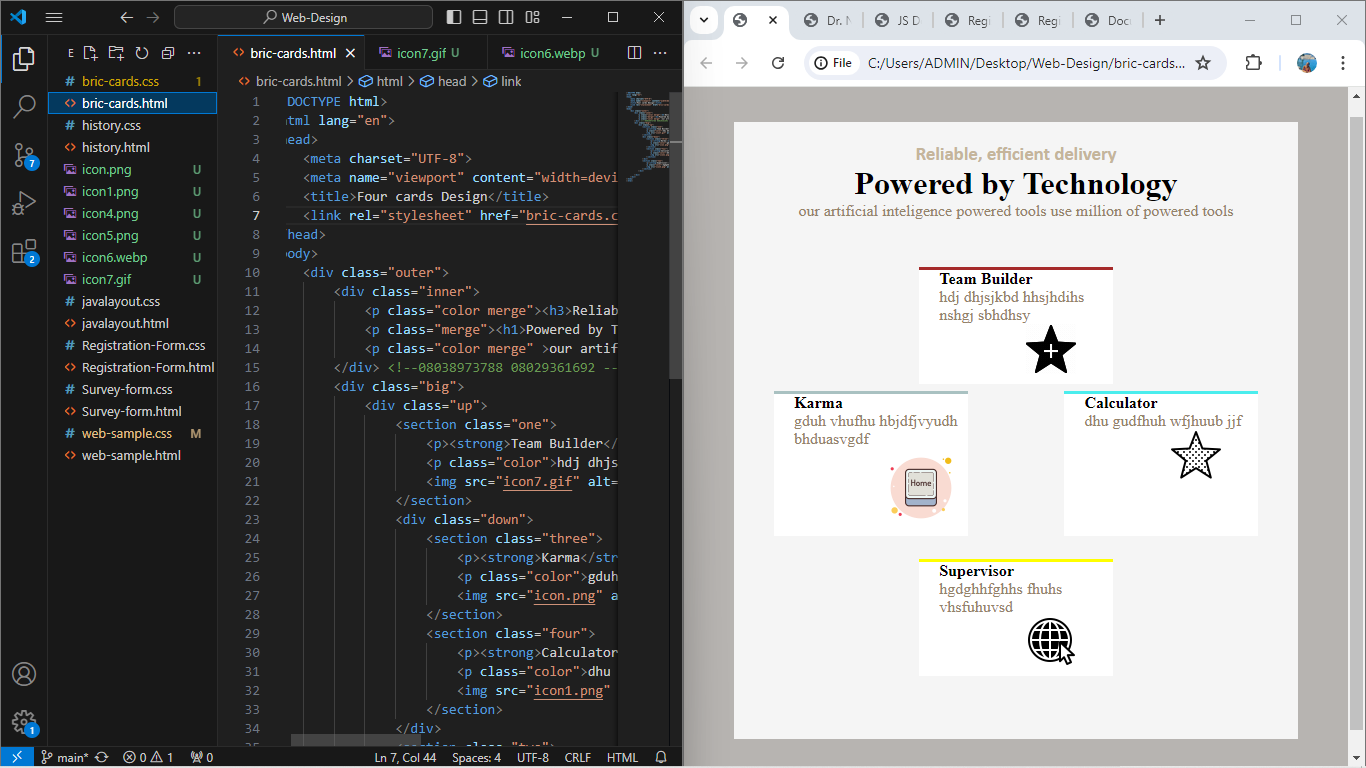 Web-Design
E
bric-cards.css 1
bric-cards.html
history.css
history.html
icon.png U
icon1.png U
icon4.png U
icon5.png U
icon6.webp U
icon7.gif U
javalayout.css
javalayout.html
Registration-Form.css
Registration-Form.html
Survey-form.css
Survey-form.html
web-sample.css M
web-sample.html
7
2
1
bric-cards.html
icon7.gif U
icon6.webp U
bric-cards.html > html > head > link
1 DOCTYPE html>
2 tml lang="en">
3 ead>
4 <meta charset="UTF-8">
5 <meta name="viewport" content="width=devi
6 <title>Four cards Design</title>
7 <link rel="stylesheet" href="bric-cards.c
8 head>
9 ody>
10 <div class="outer">
11 <div class="inner">
12 <p class="color merge"><h3>Reliab
13 <p class="merge"><h1>Powered by T
14 <p class="color merge" >our artif
15 </div> <!--08038973788 08029361692 --
16 <div class="big">
17 <div class="up">
18 <section class="one">
19 <p><strong>Team Builder</
20 <p class="color">hdj dhjs
21 <img src="icon7.gif" alt=
22 </section>
23 <div class="down">
24 <section class="three">
25 <p><strong>Karma</str
26 <p class="color">gduh
27 <img src="icon.png" a
28 </section>
29 <section class="four">
30 <p><strong>Calculator
31 <p class="color">dhu
32 <img src="icon1.png"
33 </section>
34 </div>
main* 0 1 0 Ln 7, Col 44 Spaces: 4 UTF-8 CRLF HTML
Dr. N JS D Regi Regi Docu
File C:/Users/ADMIN/Desktop/Web-Design/bric-cards...
Reliable, efficient delivery
Powered by Technology
our artificial inteligence powered tools use million of powered tools
Team Builder
hdj dhjsjkbd hhsjhdihs
nshgj sbhdhsy
Karma
gduh vhufhu hbjdfjvyudh
bhduasvgdf
Home
Calculator
dhu gudfhuh wfjhuub jjf
Supervisor
hgdghhfghhs fhuhs
vhsfuhuvsd